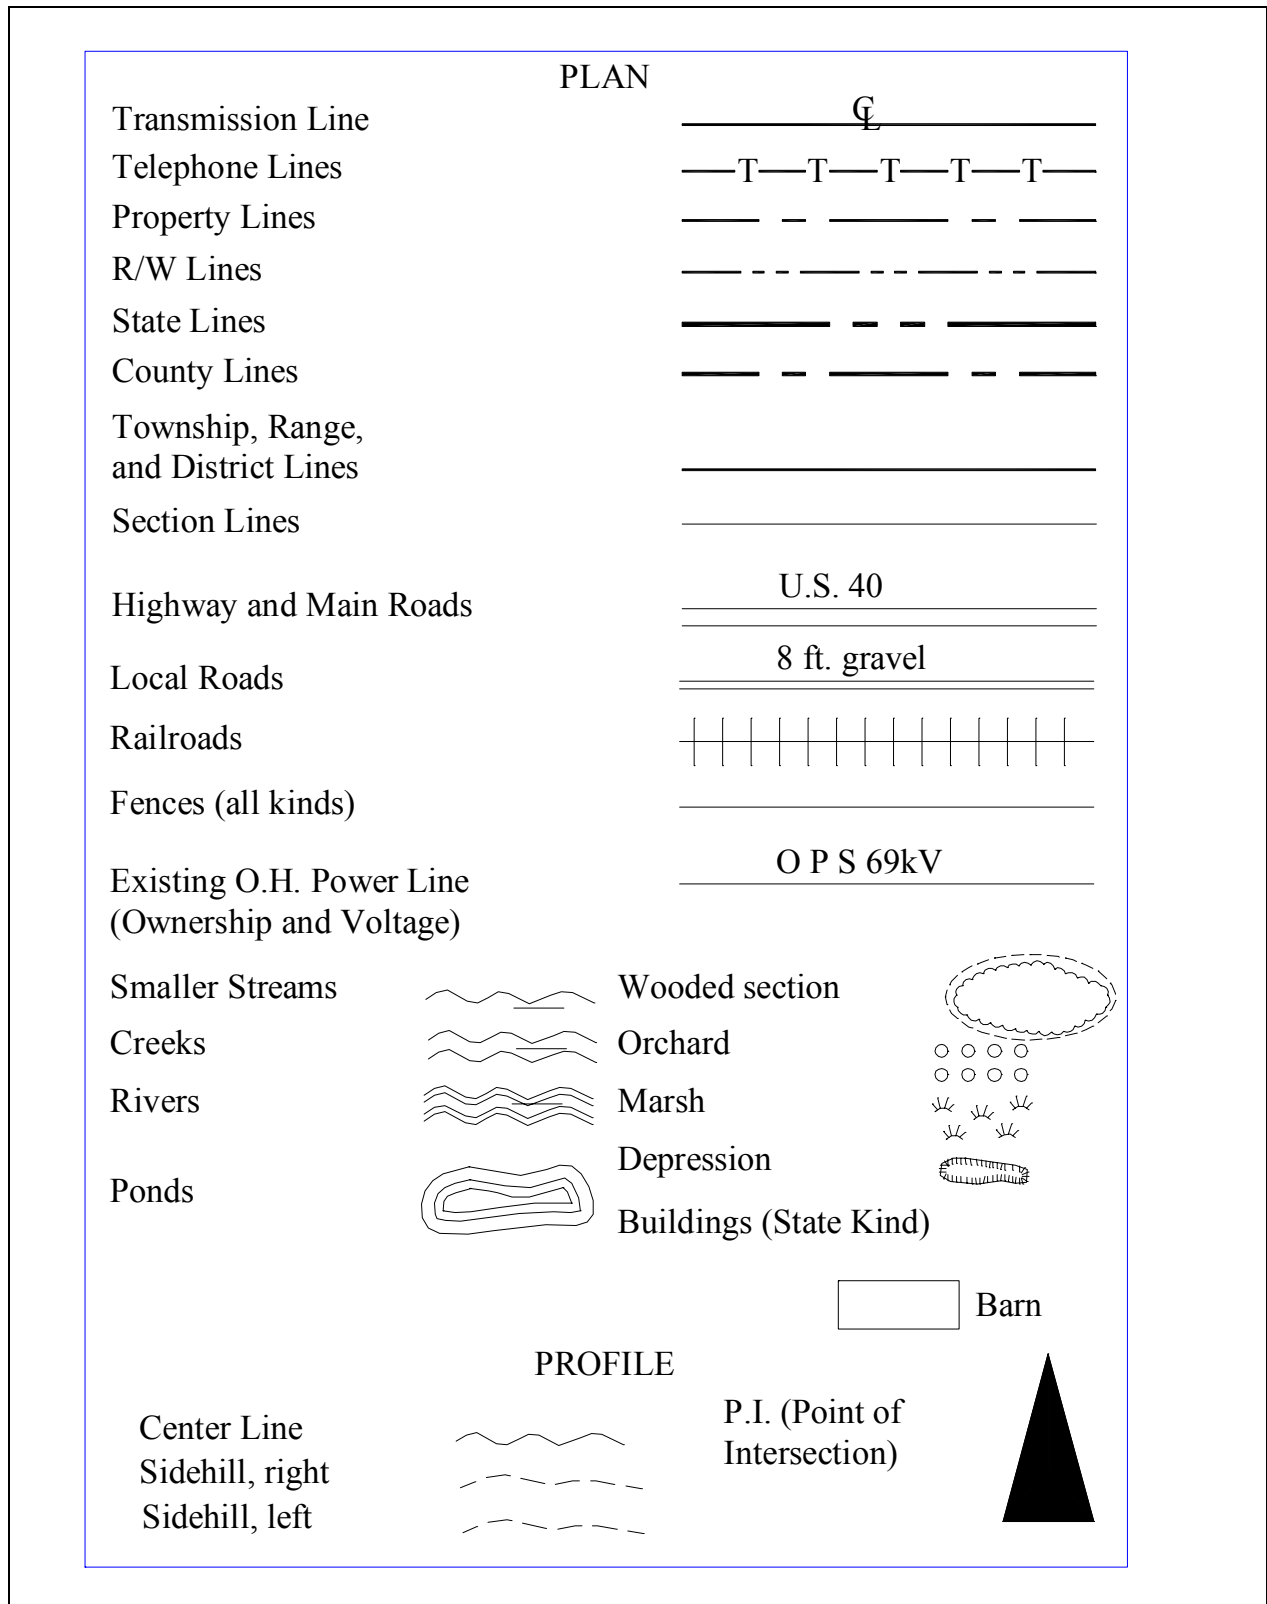 PLAN
Transmission Line
℄
Telephone Lines
T T T T T
Property Lines
R/W Lines
State Lines
County Lines
Township, Range,
and District Lines
Section Lines
Highway and Main Roads
U.S. 40
Local Roads
8 ft. gravel
Railroads
Fences (all kinds)
Existing O.H. Power Line
(Ownership and Voltage)
O P S 69kV
Smaller Streams
Wooded section
Creeks
Orchard
Rivers
Marsh
Depression
Ponds
Buildings (State Kind)
Barn
PROFILE
Center Line
Sidehill, right
Sidehill, left
P.I. (Point of
Intersection)